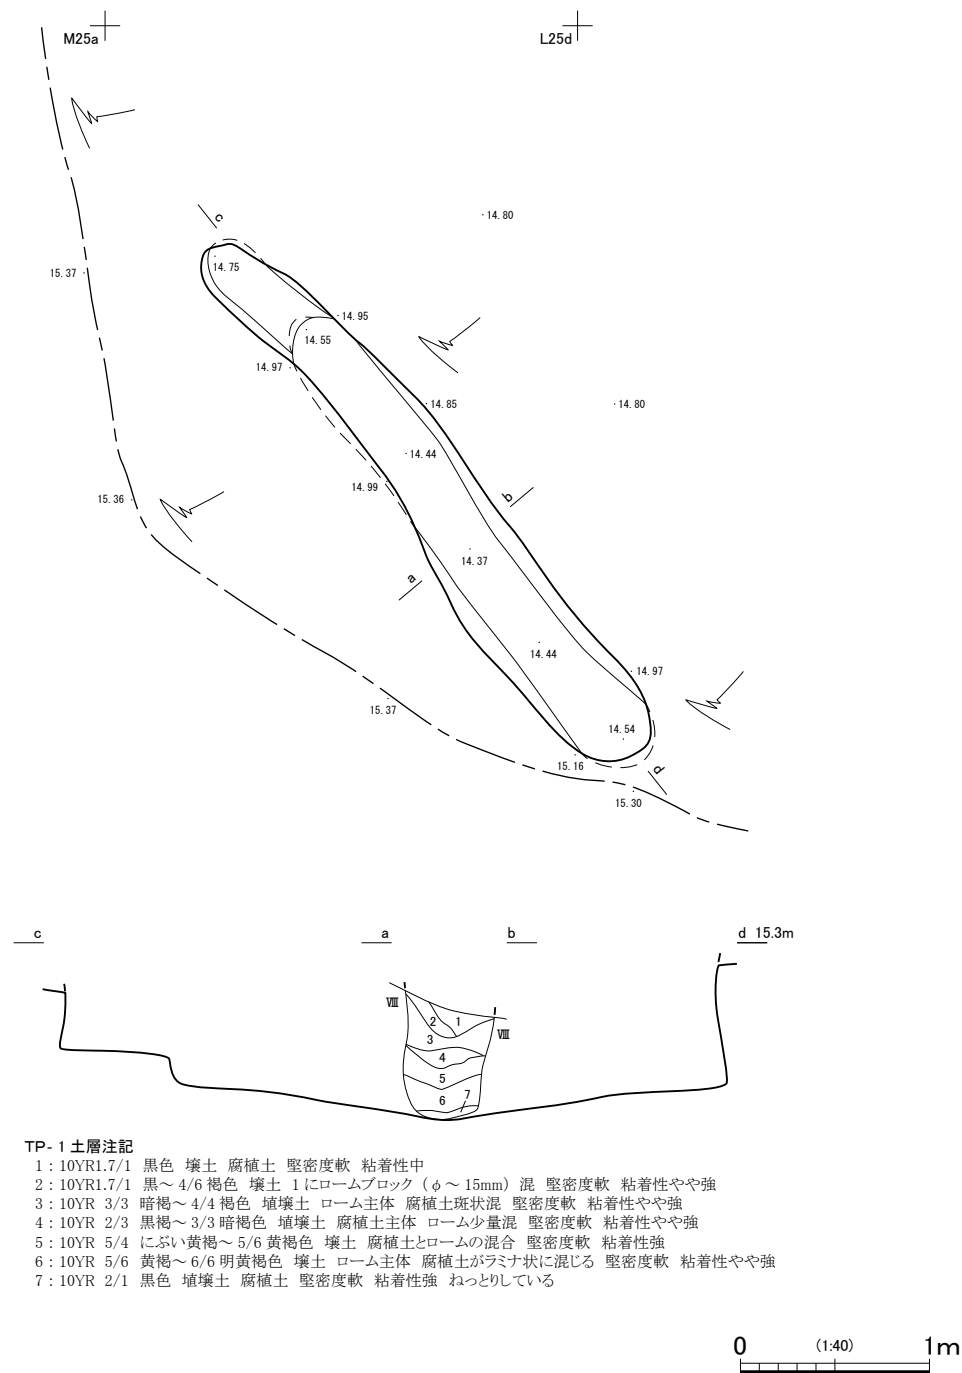 M25a
L25d
14.80
c
14.75
15.37
14.95
14.55
14.97
14.85
14.80
14.44
14.99
15.36
b
14.37
a
14.44
14.97
15.37
14.54
15.16
d
15.30
c
a
b
d 15.3m
Ⅷ
2
1
Ⅷ
3
4
5
6
7
TP-1土層注記
1:10YR1.7/1 黒色 壌土 腐植土 堅密度軟 粘着性中
2:10YR1.7/1 黒～4/6褐色 壌土 1にロームブロック(φ～15mm)混 堅密度軟 粘着性やや強
3:10YR 3/3 暗褐～4/4褐色 埴壌土 ローム主体 腐植土斑状混 堅密度軟 粘着性やや強
4:10YR 2/3 黒褐～3/3暗褐色 埴壌土 腐植土主体 ローム少量混 堅密度軟 粘着性やや強
5:10YR 5/4 にぶい黄褐～5/6黄褐色 壌土 腐植土とロームの混合 堅密度軟 粘着性強
6:10YR 5/6 黄褐～6/6明黄褐色 壌土 ローム主体 腐植土がラミナ状に混じる 堅密度軟 粘着性やや強
7:10YR 2/1 黒色 埴壌土 腐植土 堅密度軟 粘着性強 ねっとりしている
0 (1:40) 1m